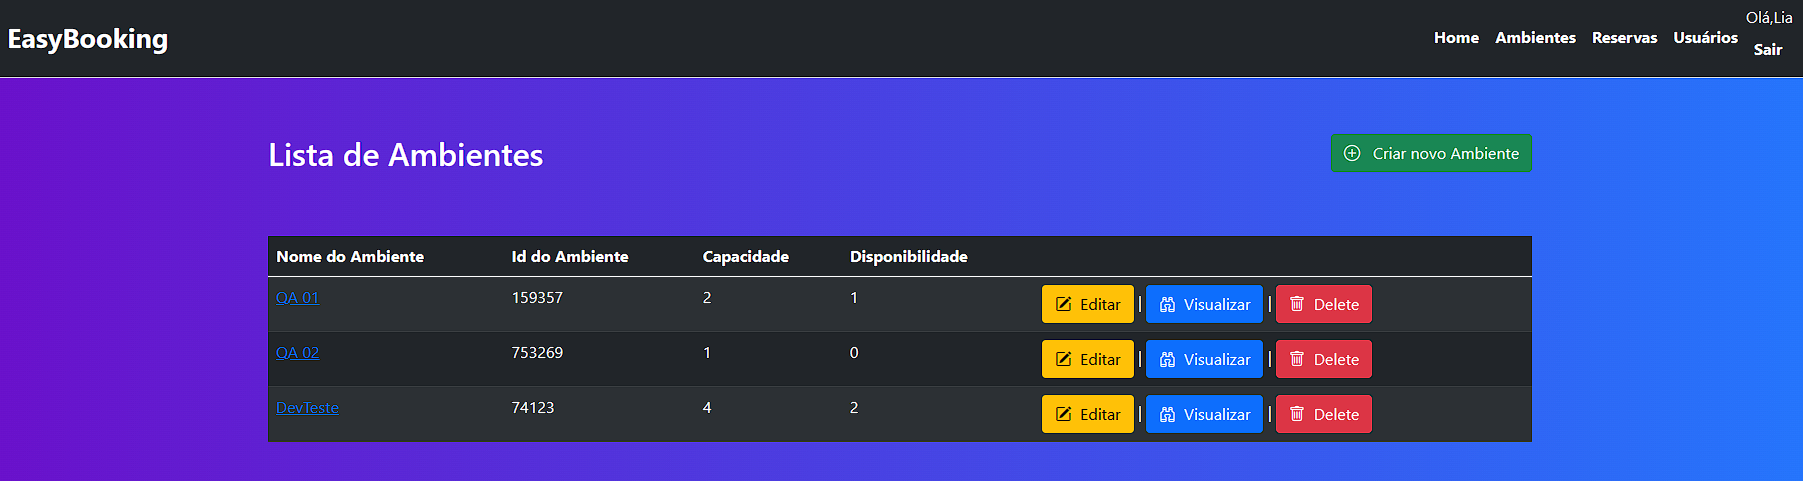 EasyBooking
Home Ambientes Reservas Usuários Olá,Lia
Sair
Lista de Ambientes
Criar novo Ambiente
Nome do Ambiente Id do Ambiente Capacidade Disponibilidade
QA 01 159357 2 1 Editar | Visualizar | Delete
QA 02 753269 1 0 Editar | Visualizar | Delete
DevTeste 74123 4 2 Editar | Visualizar | Delete